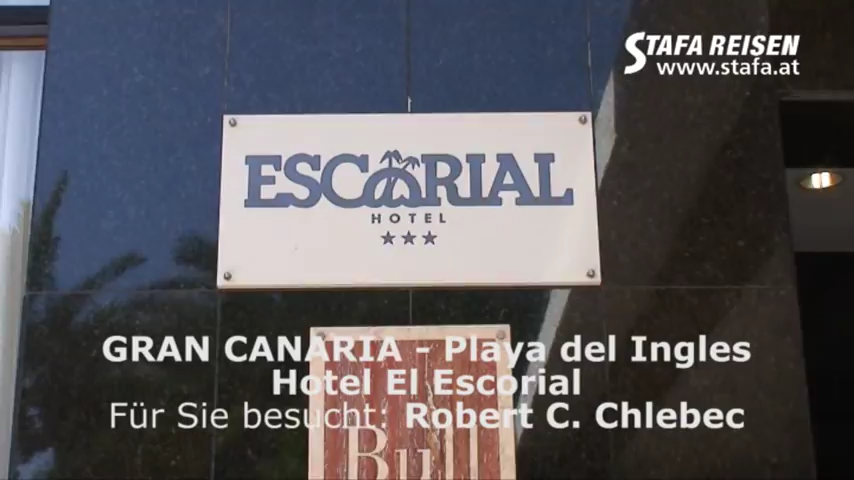 STAFA REISEN
www.stafa.at
ESCORIAL
HOTEL
GRAN CANARIA - Playa del Ingles
Hotel El Escorial
Für Sie besucht: Robert C. Chlebec
Bull